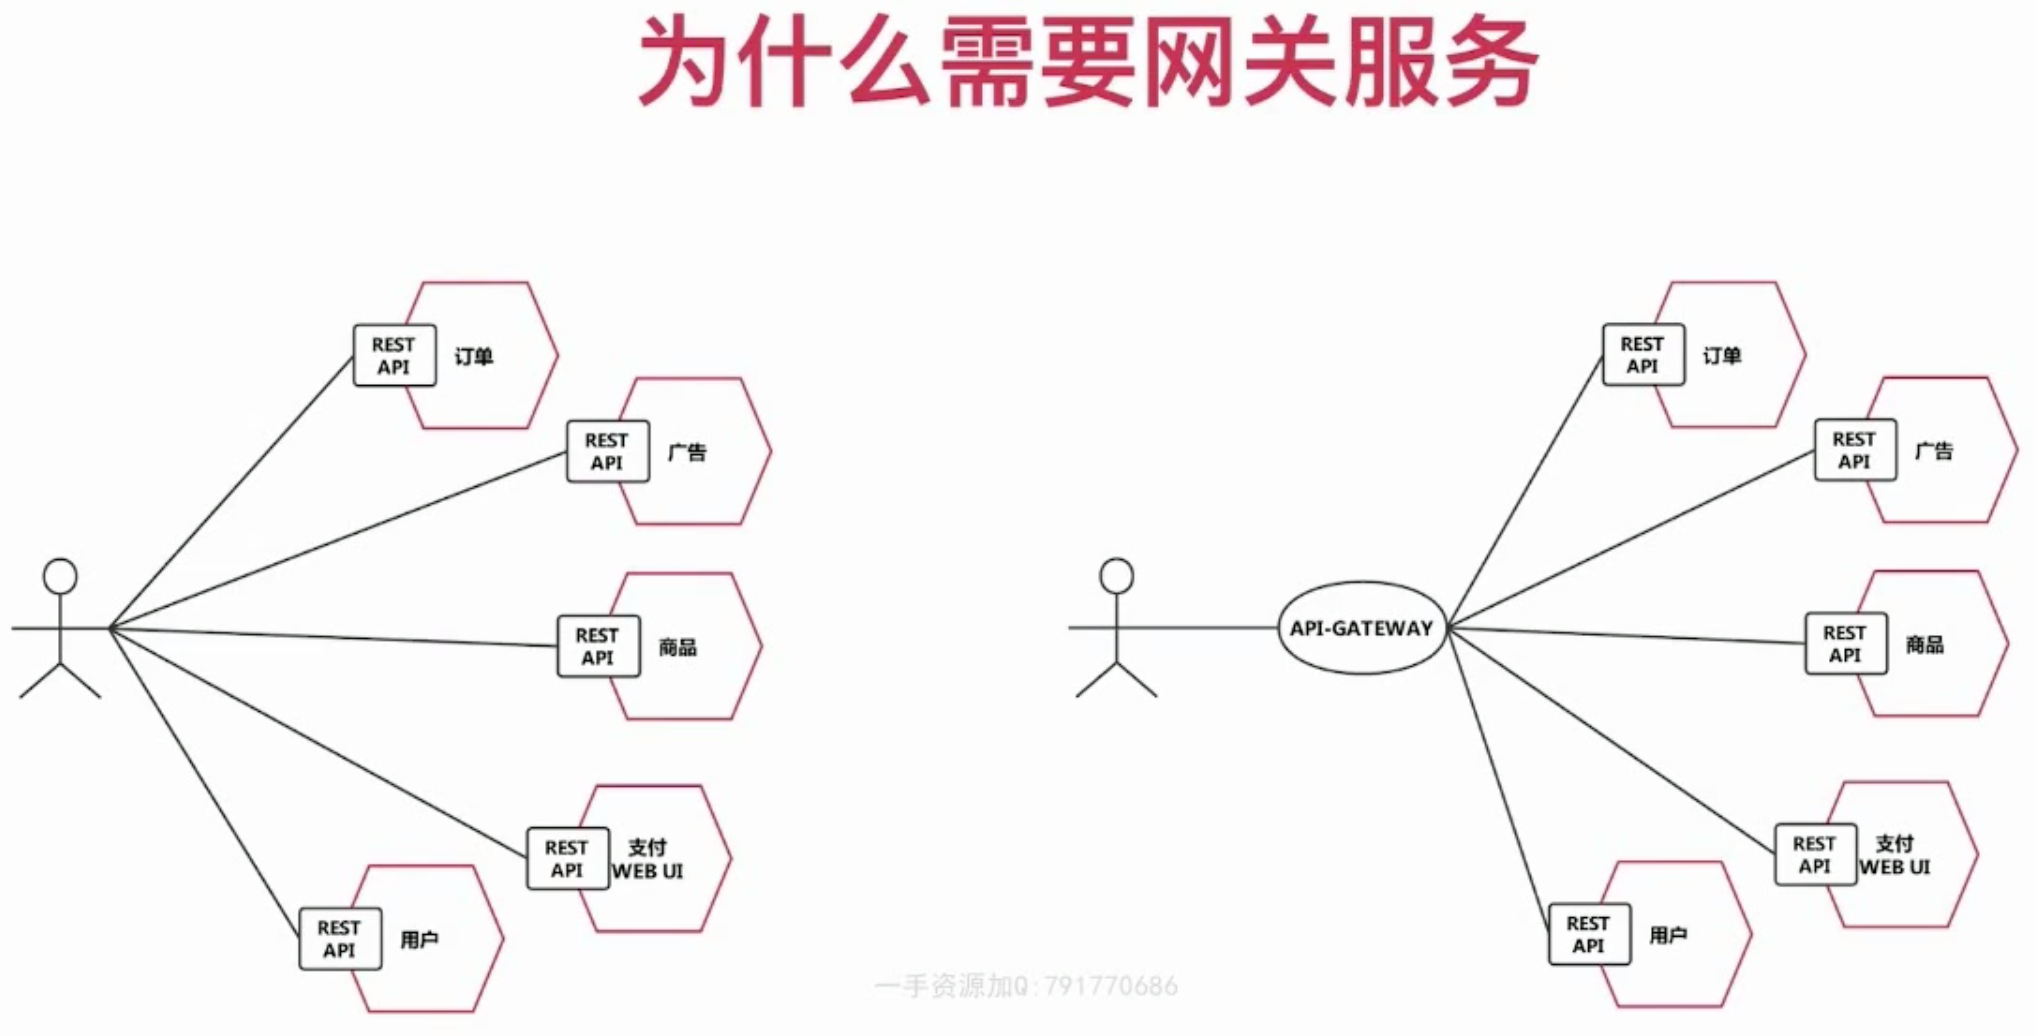 为什么需要网关服务
REST
API
订单
REST
API
广告
REST
API
商品
REST
API
支付
WEB UI
REST
API
用户
API-GATEWAY
REST
API
订单
REST
API
广告
REST
API
商品
REST
API
支付
WEB UI
REST
API
用户
一手资源加Q:791770686